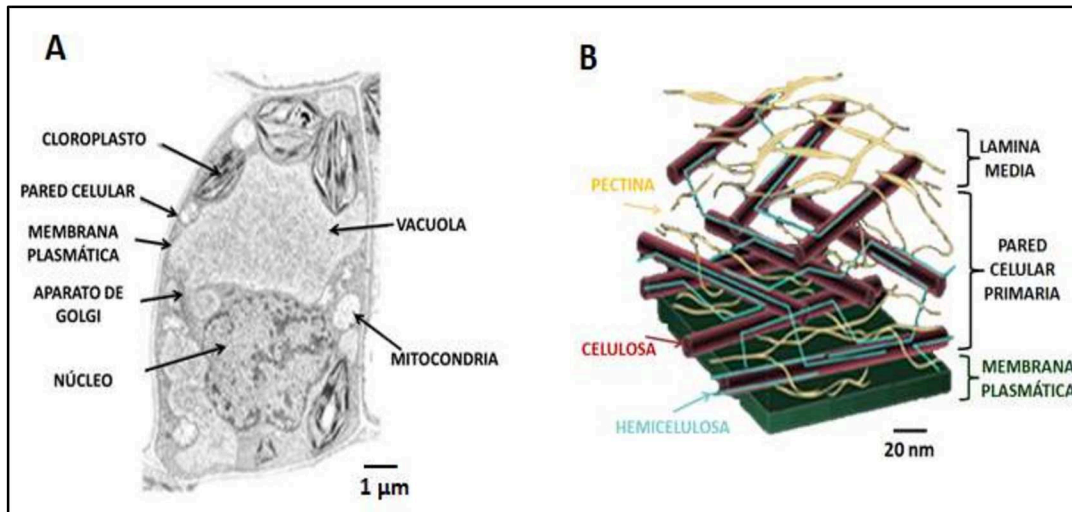 A
CLOROPLASTO
PARED CELULAR
MEMBRANA
PLASMÁTICA
APARATO DE
GOLGI
NÚCLEO
VACUOLA
MITOCONDRIA
1 µm
B
PECTINA
CELULOSA
HEMICELULOSA
LAMINA
MEDIA
PARED
CELULAR
PRIMARIA
MEMBRANA
PLASMÁTICA
20 nm